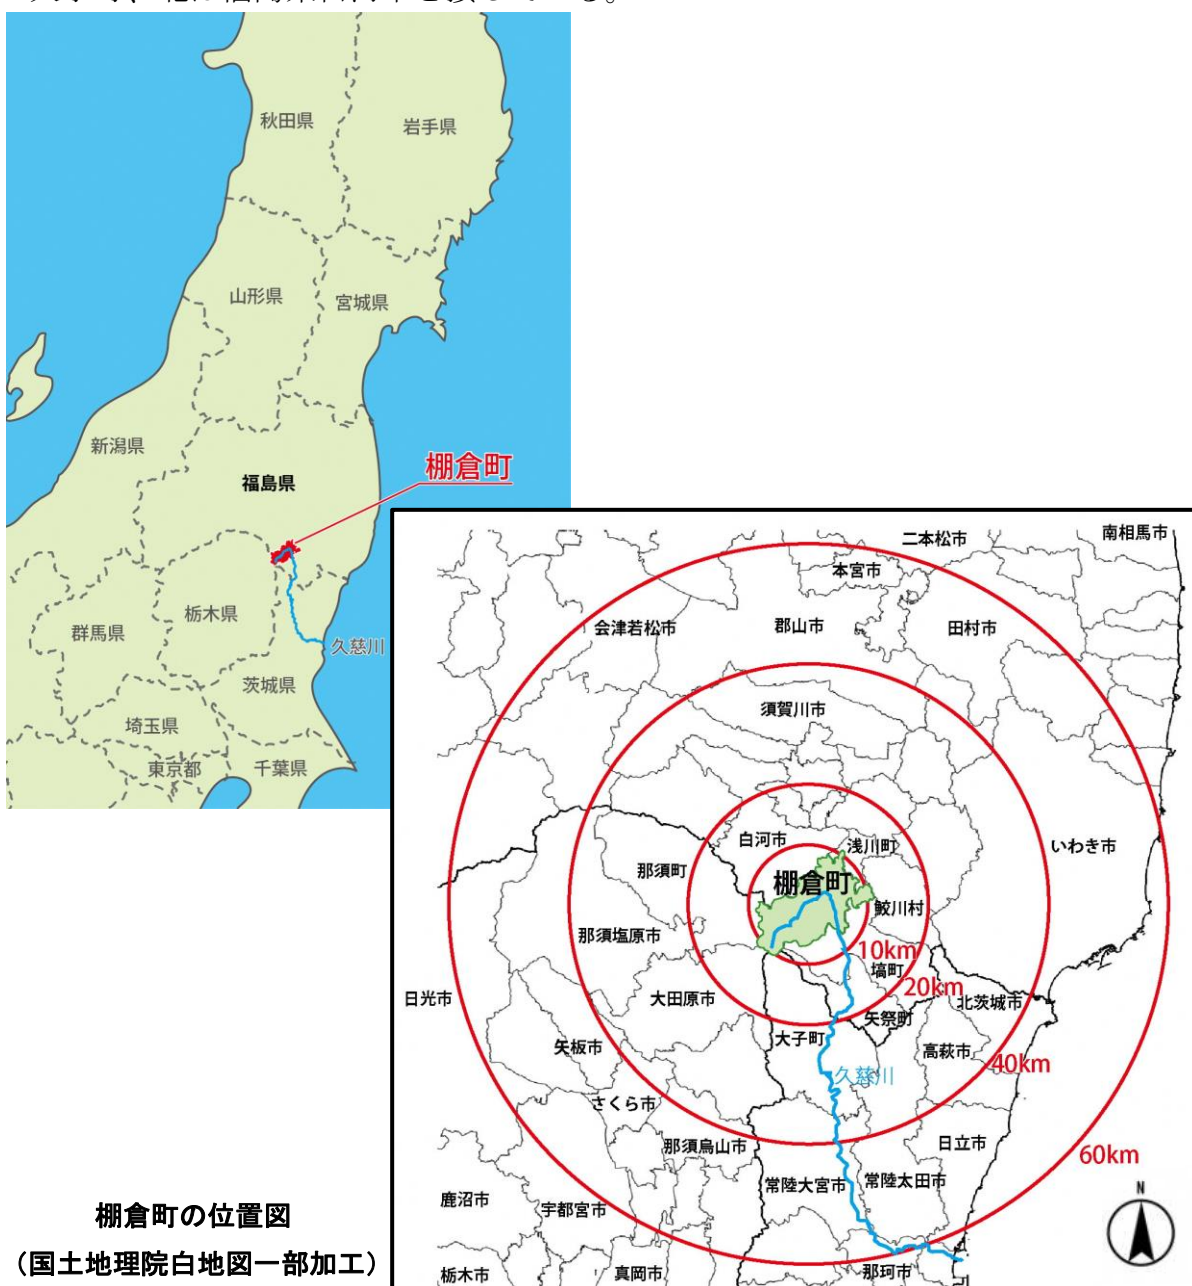 秋田県
岩手県
山形県
宮城県
新潟県
福島県
棚倉町
栃木県
群馬県
久慈川
茨城県
埼玉県
東京都
千葉県
南相馬市
二本松市
本宮市
会津若松市
郡山市
田村市
須賀川市
白河市
浅川町
いわき市
那須町
棚倉町
鮫川村
那須塩原市
10km
塙町
20km
日光市
大田原市
北茨城市
矢祭町
大子町
矢板市
高萩市
40km
久慈川
さくら市
那須烏山市
日立市
60km
常陸大宮市
常陸太田市
鹿沼市
宇都宮市
N
那珂市
栃木市
真岡市
棚倉町の位置図
（国土地理院白地図一部加工）